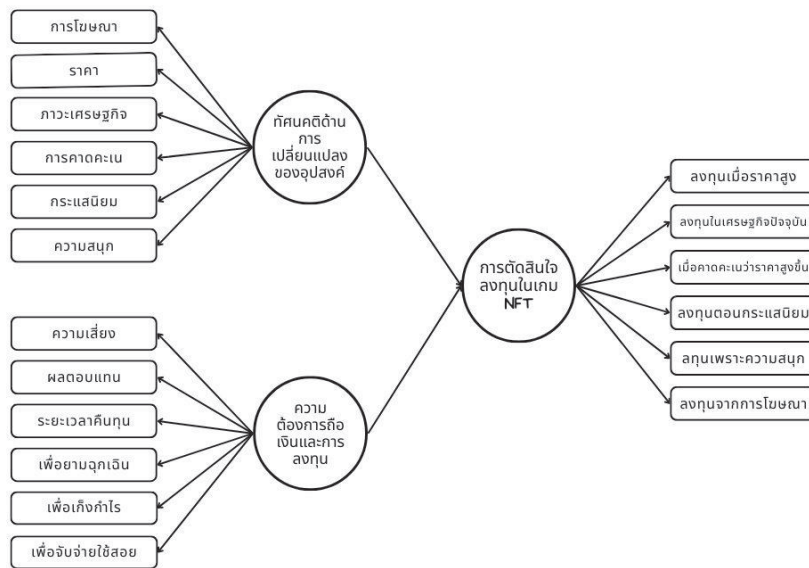 การโฆษณา
ราคา
ภาวะเศรษฐกิจ
การคาดคะเน
กระแสนิยม
ความสนุก
ทัศนคติด้าน
การ
เปลี่ยนแปลง
ของอุปสงค์
ความเสี่ยง
ผลตอบแทน
ระยะเวลาคืนทุน
เพื่อยามฉุกเฉิน
เพื่อเก็งกำไร
เพื่อจับจ่ายใช้สอย
ความ
ต้องการถือ
เงินและการ
ลงทุน
การตัดสินใจ
ลงทุนในเกม
NFT
ลงทุนเมื่อราคาสูง
ลงทุนในเศรษฐกิจปัจจุบัน
เมื่อคาดคะเนว่าราคาสูงขึ้น
ลงทุนตอนกระแสนิยม
ลทุนเพราะความสนุก
ลงทุนจากการโฆษณา